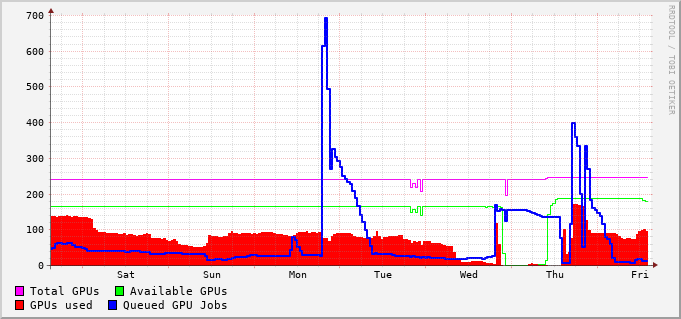 700
600
500
400
300
200
100
0
Sat Sun Mon Tue Wed Thu Fri
Total GPUs Available GPUs
GPUs used Queued GPU Jobs
RRDTOOL / TOBI OETIKER